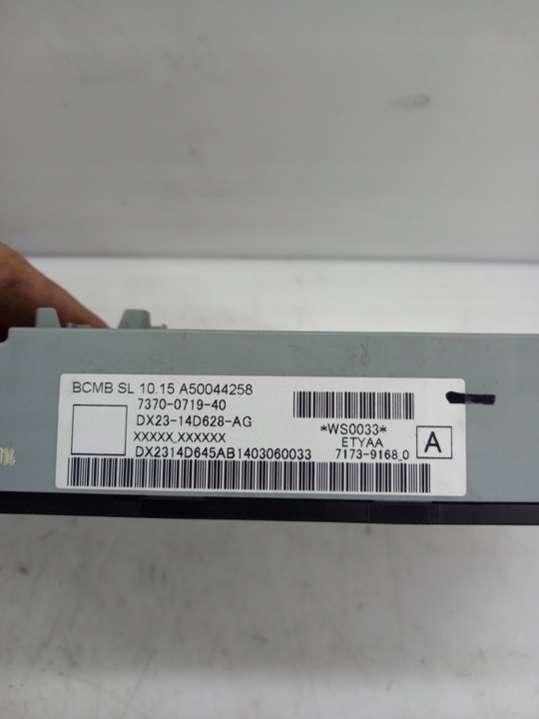 BCMB SL 10.15 A50044258
7370-0719-40
DX23-14D628-AG
XXXXX.XXXXXX
DX2314D645AB1403060033
*WS0033*
ETYAA
7173-9168_0
A